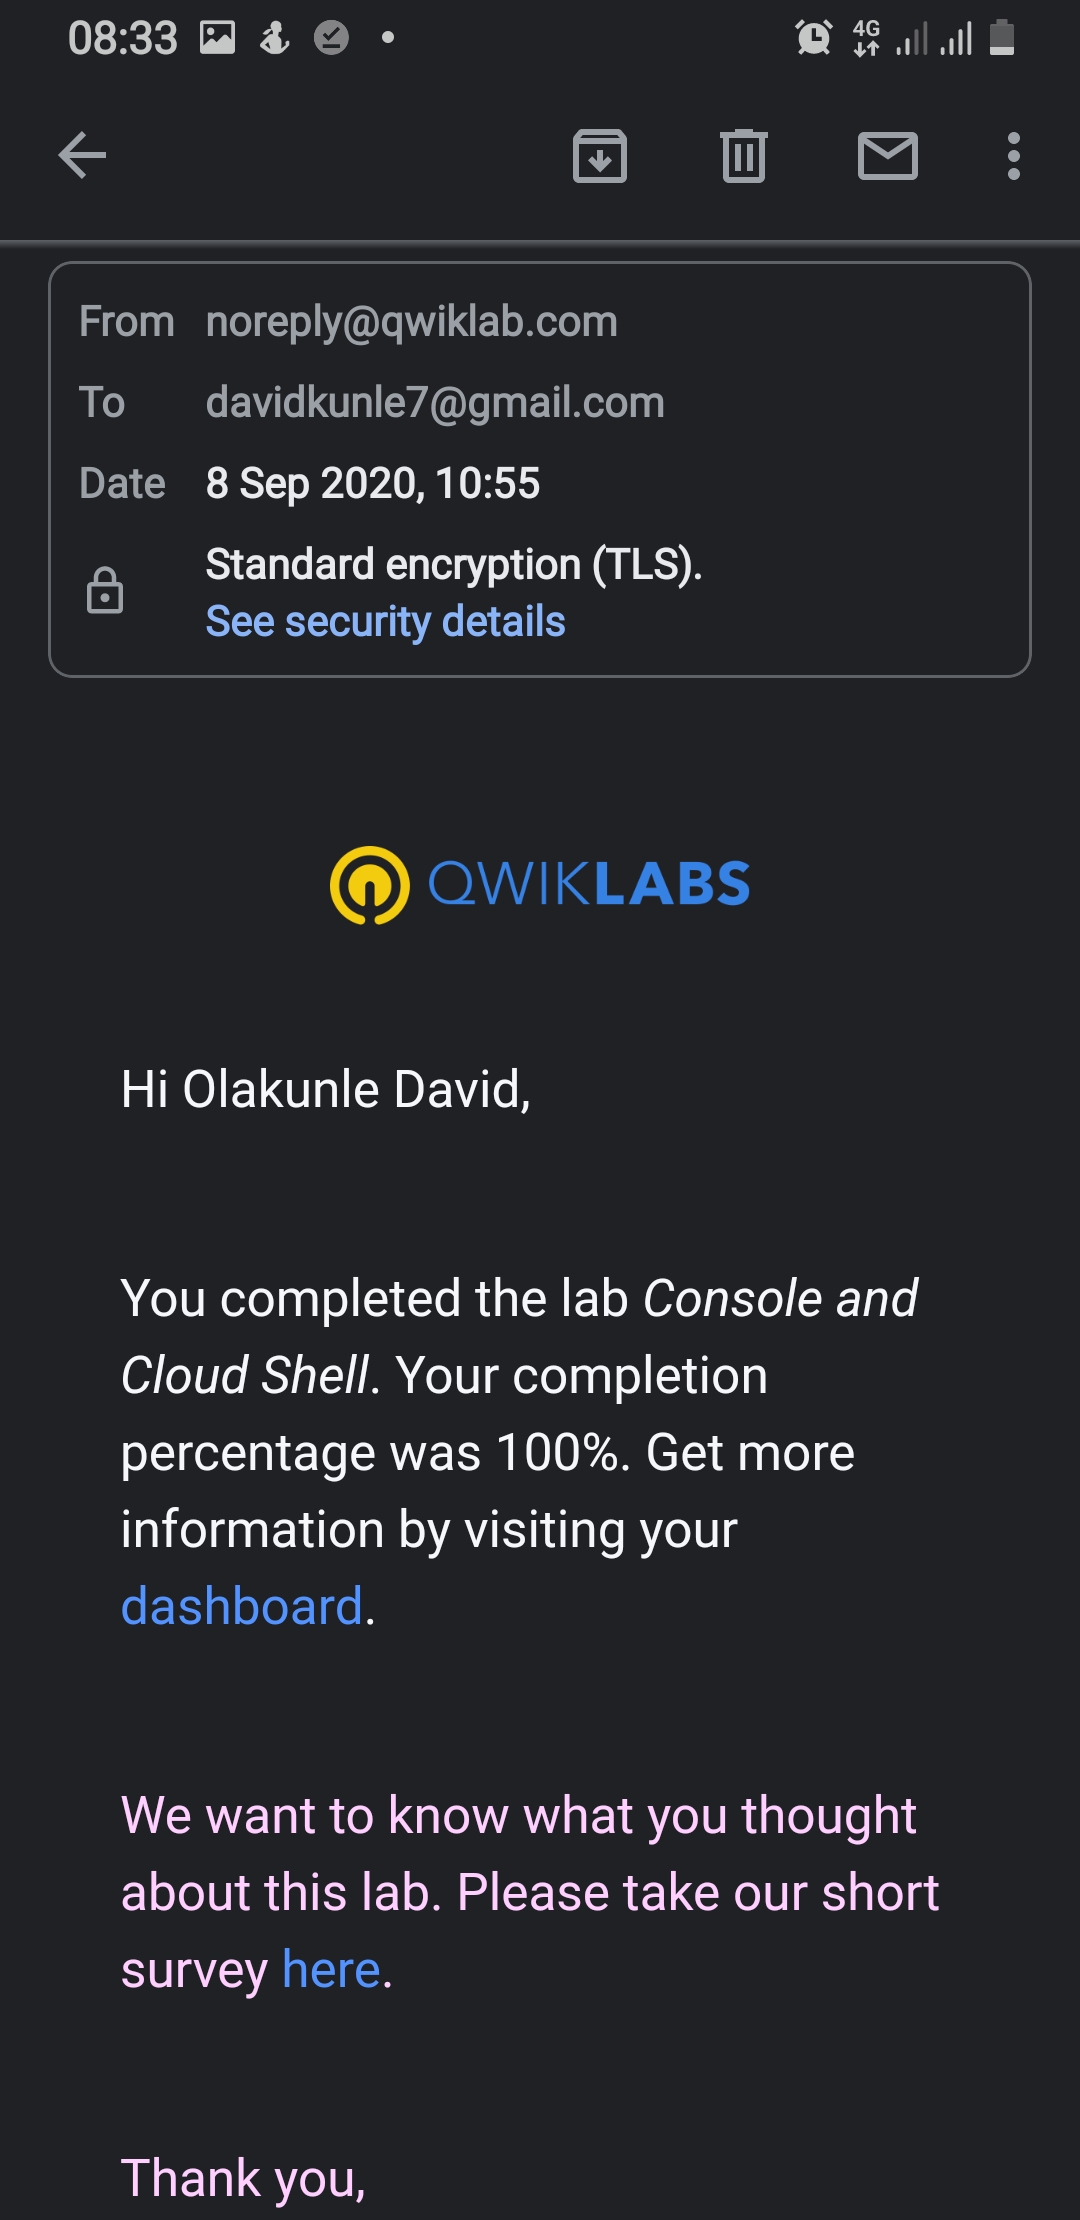 08:33
4G
From noreply@qwiklab.com
To davidkunle7@gmail.com
Date 8 Sep 2020, 10:55
Standard encryption (TLS).
See security details
QWIKLABS
Hi Olakunle David,
You completed the lab Console and
Cloud Shell. Your completion
percentage was 100%. Get more
information by visiting your
dashboard.
We want to know what you thought
about this lab. Please take our short
survey here.
Thank you,